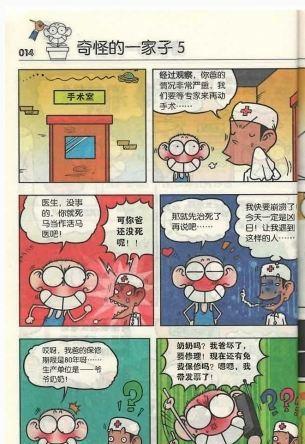 014
奇怪的一家子 5
手术室
经过观察，你爸的
情况非常严重，我
们要等专家来再动
手术……
医生，没事
的，你就死
马当作活马
医吧！
可你爸
还没死
呢！！
那就先治死了
再说吧……
我快要崩溃了
今天一定是凶
日！让我遇到
这样的人……
哎呀，我爸的保修
期限是80年呀……
生产单位是——爷
爷奶奶！
奶奶吗？我爸坏了，
要修理！现在还有免
费保修吗？嗯嗯，我
带发票了！